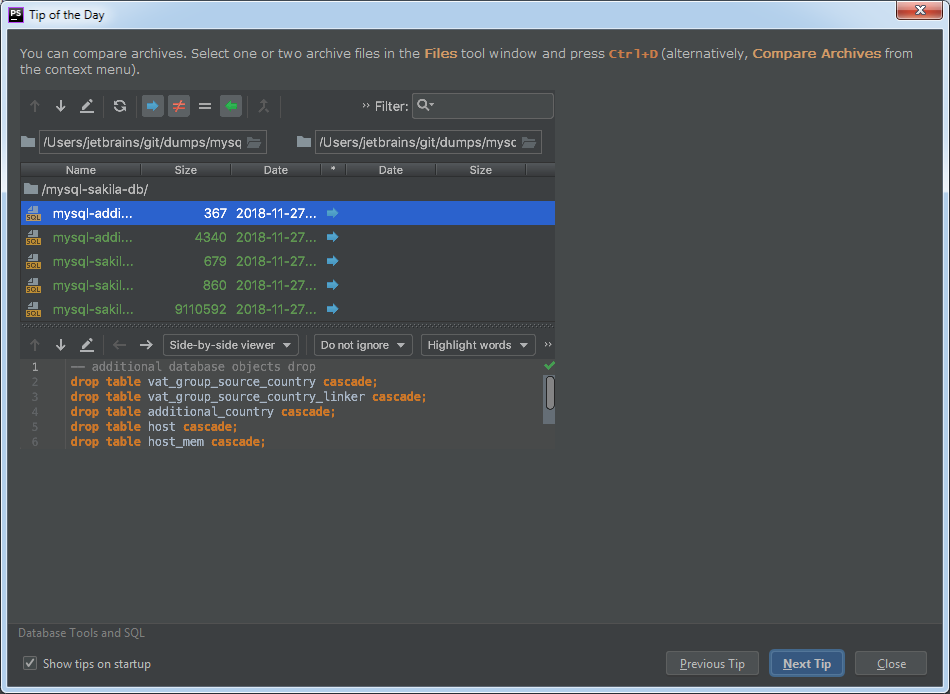 PS Tip of the Day
You can compare archives. Select one or two archive files in the Files tool window and press Ctrl+D (alternatively, Compare Archives from
the context menu).
›› Filter:
/Users/jetbrains/git/dumps/mysq /Users/jetbrains/git/dumps/mysc
Name Size Date * Date Size
/mysql-sakila-db/
SQL mysql-addi... 367 2018-11-27...
SQL mysql-addi... 4340 2018-11-27...
SQL mysql-sakil... 679 2018-11-27...
SQL mysql-sakil... 860 2018-11-27...
SQL mysql-sakil... 9110592 2018-11-27...
Side-by-side viewer Do not ignore Highlight words ››
1 -- additional database objects drop
2 drop table vat_group_source_country cascade;
3 drop table vat_group_source_country_linker cascade;
4 drop table additional_country cascade;
5 drop table host cascade;
6 drop table host_mem cascade;
Database Tools and SQL
Show tips on startup
Previous Tip Next Tip Close